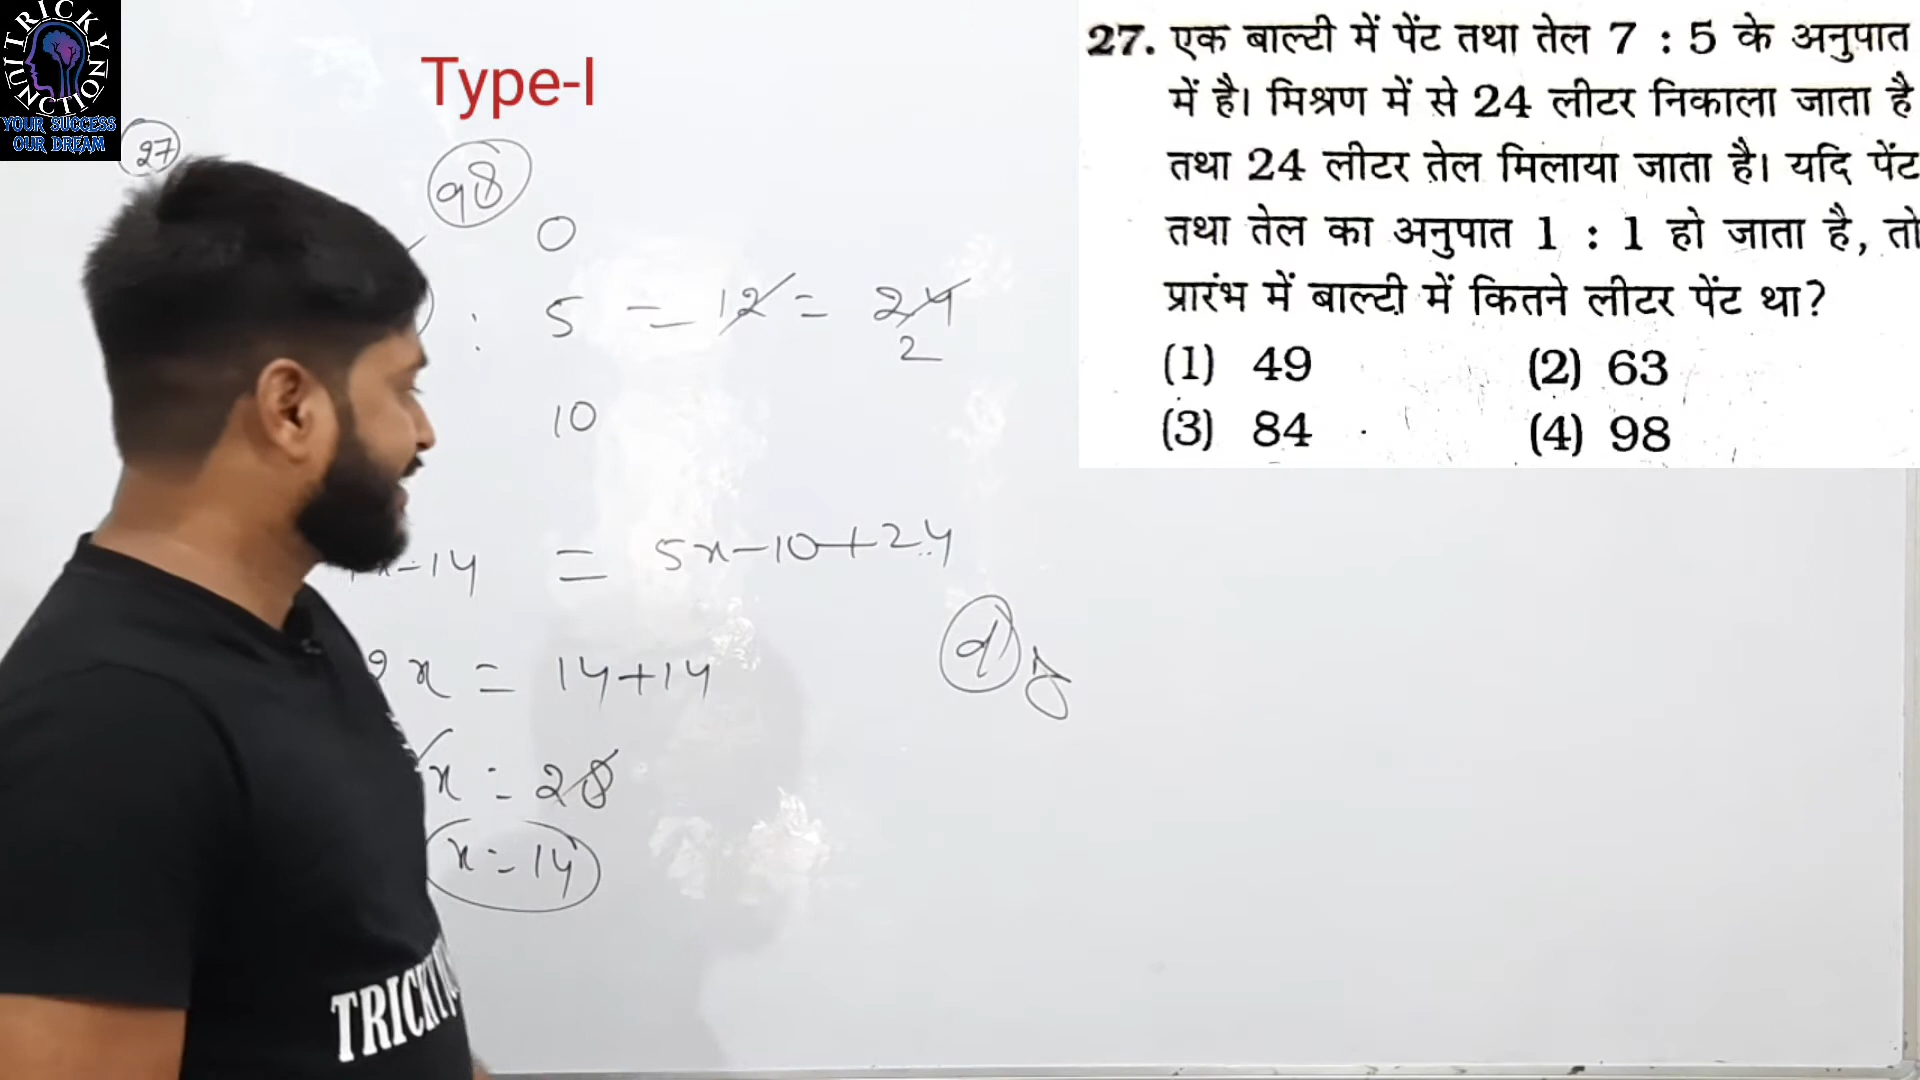 TRICKY
JUNCTION
YOUR SUCCESS
OUR DREAM
Type-I
27
98
0
: 5 = 12 = 24
2
10
x-14 = 5x-10+24
2x = 14+14
x = 28
x = 14
d
TRICKY
27. एक बाल्टी में पेंट तथा तेल 7 : 5 के अनुपात
में है। मिश्रण में से 24 लीटर निकाला जाता है
तथा 24 लीटर तेल मिलाया जाता है। यदि पेंट
तथा तेल का अनुपात 1 : 1 हो जाता है, तो
प्रारंभ में बाल्टी में कितने लीटर पेंट था?
(1) 49 (2) 63
(3) 84 (4) 98